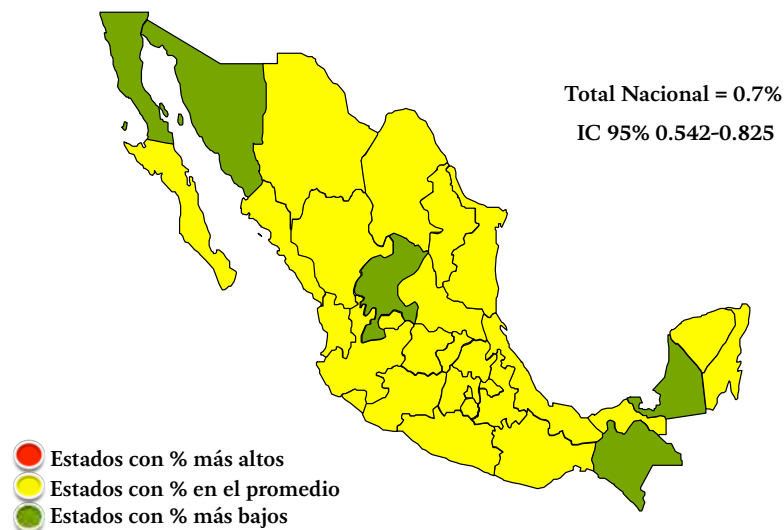 Total Nacional = 0.7%
IC 95% 0.542-0.825
Estados con % más altos
Estados con % en el promedio
Estados con % más bajos